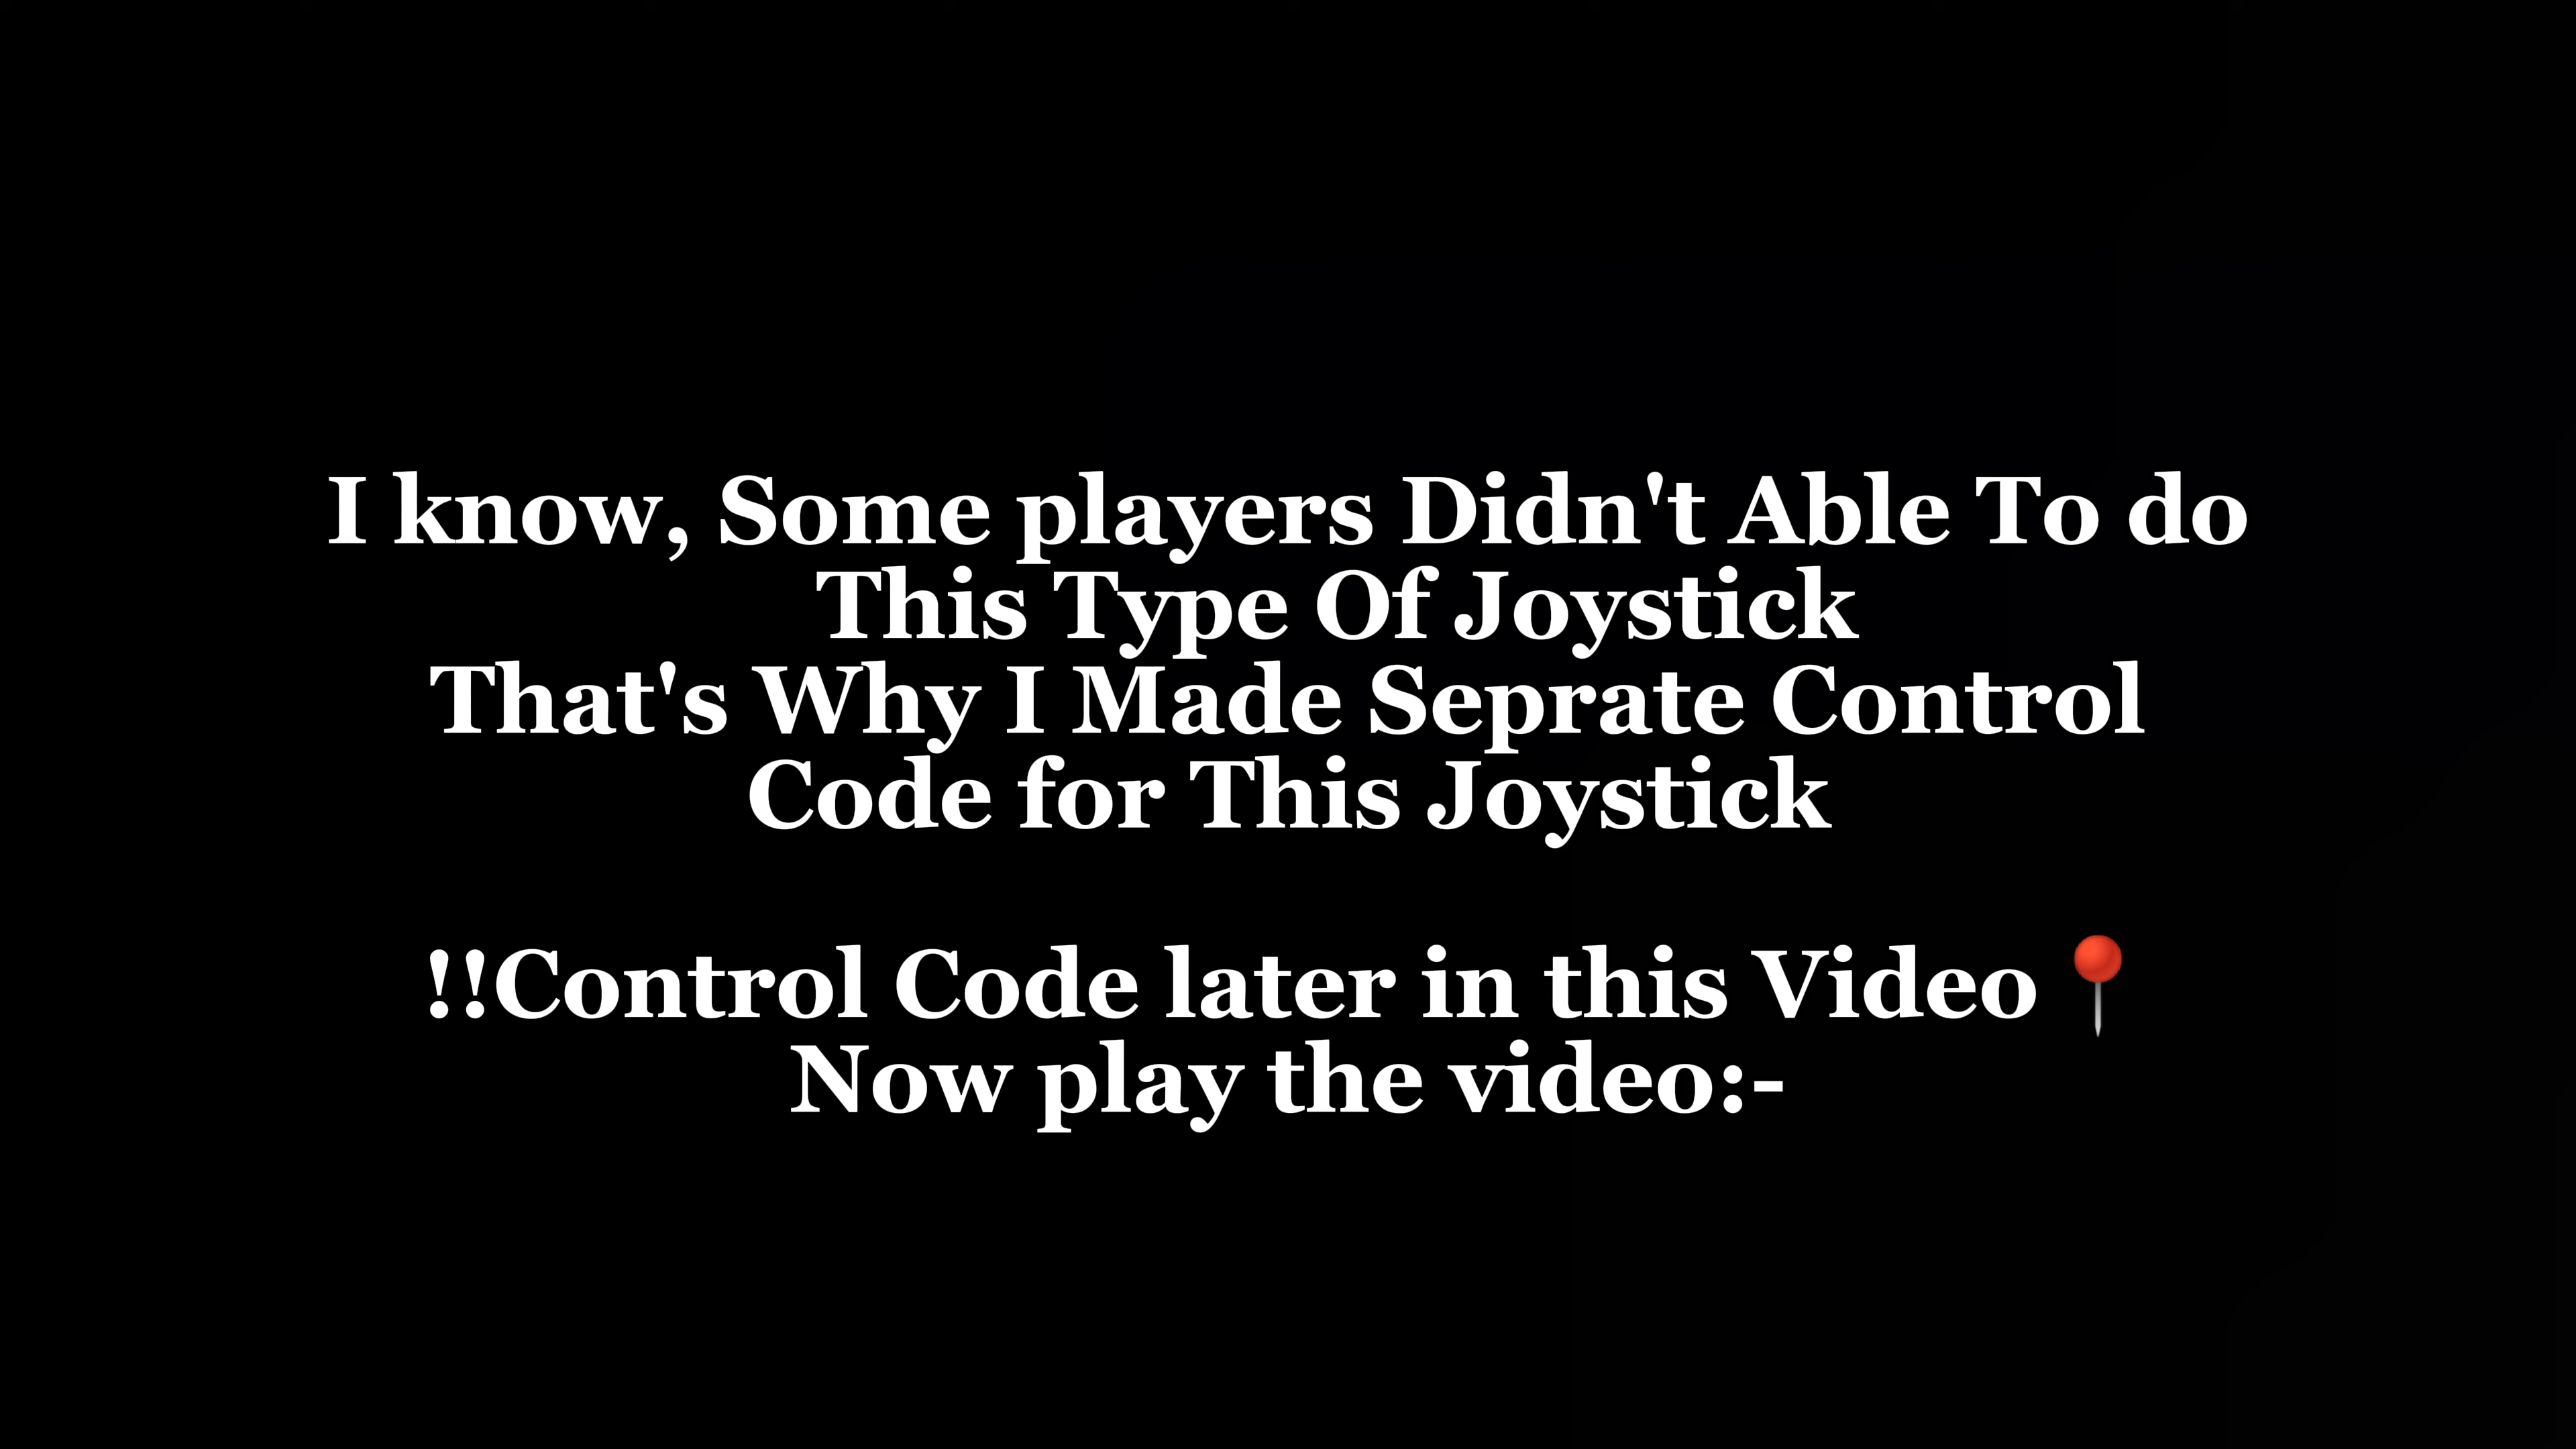 I know, Some players Didn't Able To do
This Type Of Joystick
That's Why I Made Seprate Control
Code for This Joystick
!!Control Code later in this Video📍
Now play the video:-